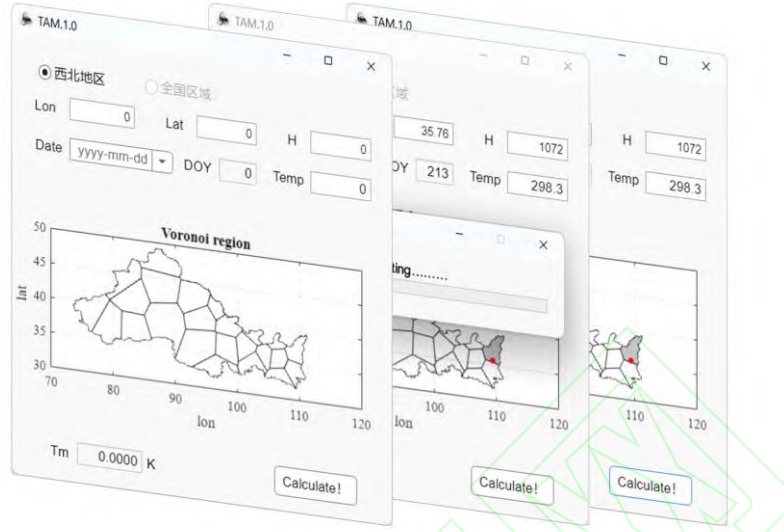 TAM.1.0
西北地区 全国区域
Lon 0 Lat 0 H 0
Date yyyy-mm-dd DOY 0 Temp 0
Voronoi region
50
45
40
35
30
lat
70 80 90 100 110 120
lon
Tm 0.0000 K
Calculate!
TAM.1.0
域
35.76 H 1072
OY 213 Temp 298.3
ting.........
100 110 120
lon
Calculate!
TAM.1.0
H 1072
Temp 298.3
110 120
Calculate!